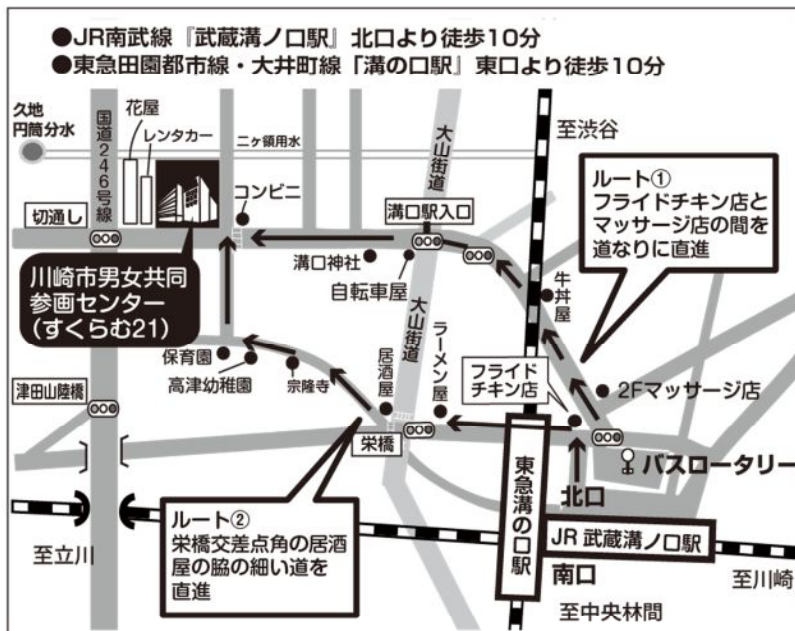 ●JR南武線『武蔵溝ノ口駅』北口より徒歩10分
●東急田園都市線・大井町線「溝の口駅」東口より徒歩10分
久地
円筒分水
国道246号線
花屋
レンタカー
二ヶ領用水
大山街道
至渋谷
ルート①
フライドチキン店と
マッサージ店の間を
道なりに直進
コンビニ
切通し
溝口駅入口
溝口神社
自転車屋
牛丼屋
川崎市男女共同
参画センター
(すくらむ21)
大山街道
保育園
高津幼稚園
宗隆寺
居酒屋
ラーメン屋
フライド
チキン店
2Fマッサージ店
津田山陸橋
栄橋
バスロータリー
北口
東急溝の口駅
ルート②
栄橋交差点角の居酒
屋の脇の細い道を
直進
JR 武蔵溝ノ口駅
南口
至立川
至川崎
至中央林間